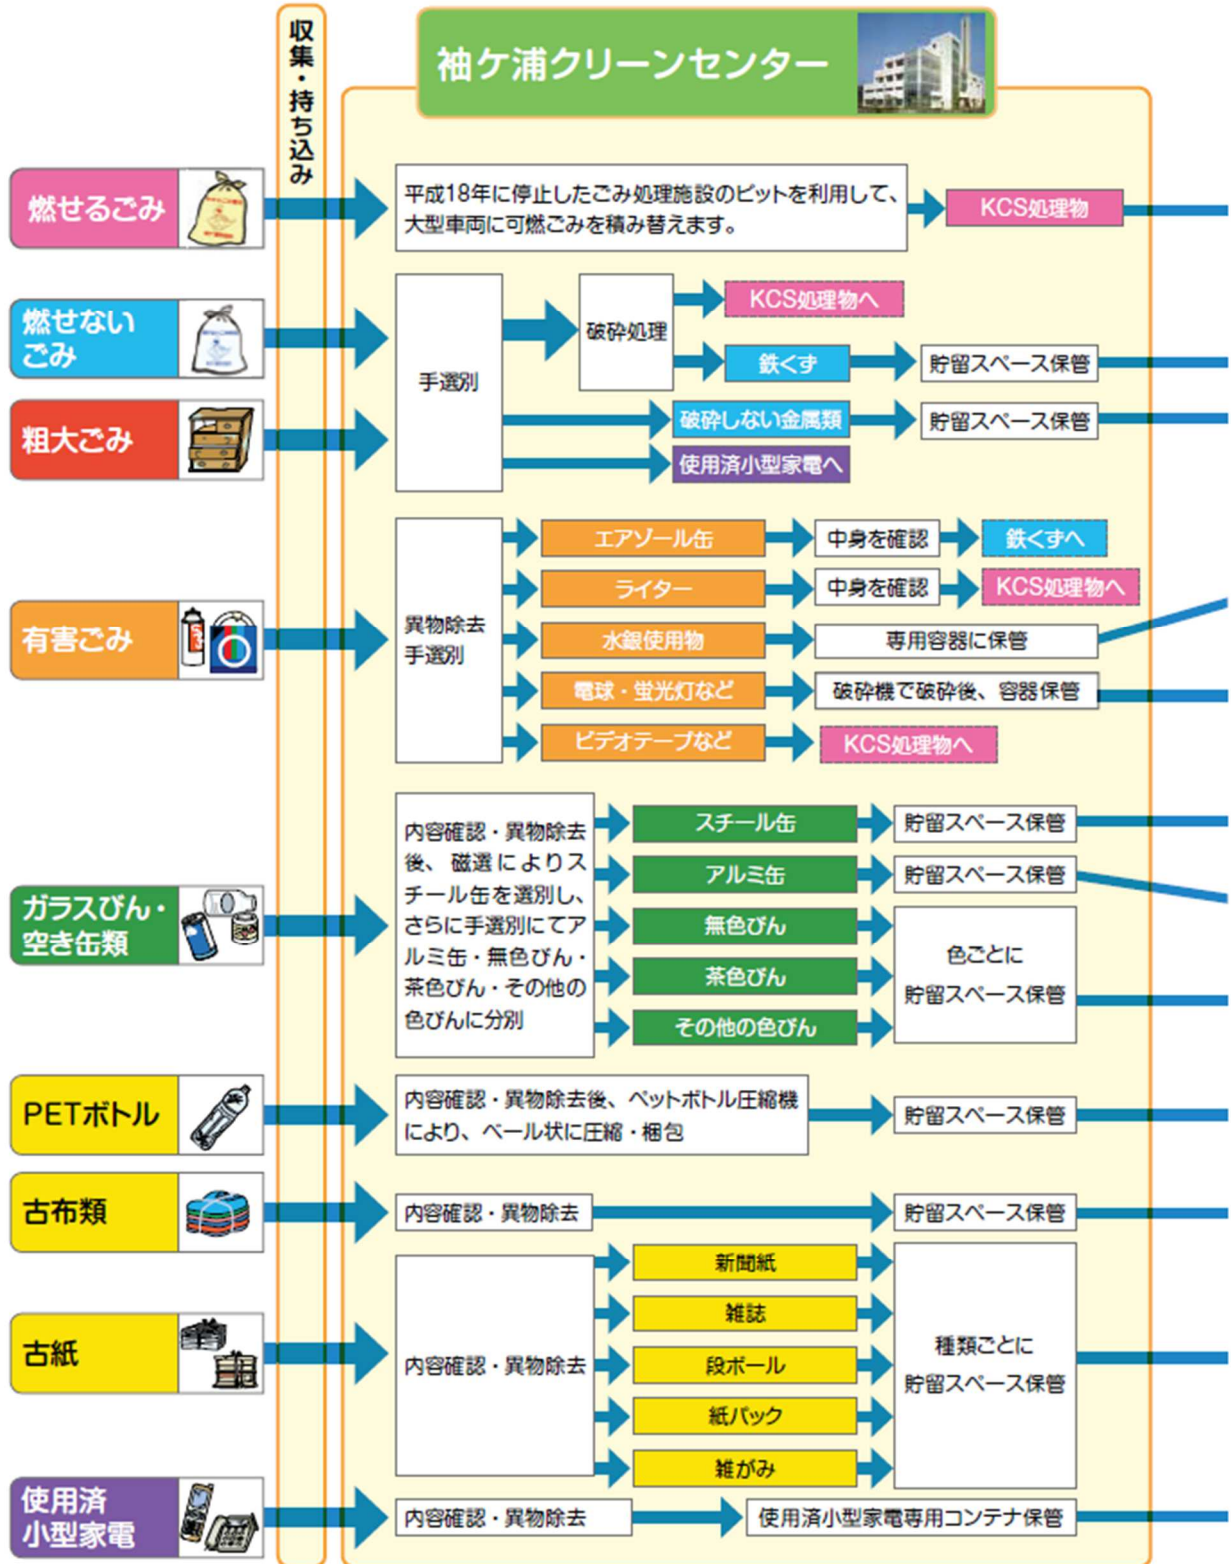 収集・持ち込み
袖ケ浦クリーンセンター
燃せるごみ
平成18年に停止したごみ処理施設のピットを利用して、
大型車両に可燃ごみを積み替えます。
KCS処理物
燃せない
ごみ
粗大ごみ
手選別
破砕処理
KCS処理物へ
鉄くず
貯留スペース保管
破砕しない金属類
貯留スペース保管
使用済小型家電へ
有害ごみ
異物除去
手選別
エアゾール缶
中身を確認
鉄くずへ
ライター
中身を確認
KCS処理物へ
水銀使用物
専用容器に保管
電球・蛍光灯など
破砕機で破砕後、容器保管
ビデオテープなど
KCS処理物へ
ガラスびん・
空き缶類
内容確認・異物除去
後、磁選によりス
チール缶を選別し、
さらに手選別にてア
ルミ缶・無色びん・
茶色びん・その他の
色びんに分別
スチール缶
貯留スペース保管
アルミ缶
貯留スペース保管
無色びん
茶色びん
その他の色びん
色ごとに
貯留スペース保管
PETボトル
内容確認・異物除去後、ペットボトル圧縮機
により、ベール状に圧縮・梱包
貯留スペース保管
古布類
内容確認・異物除去
貯留スペース保管
古紙
内容確認・異物除去
新聞紙
雑誌
段ボール
紙パック
雑がみ
種類ごとに
貯留スペース保管
使用済
小型家電
内容確認・異物除去
使用済小型家電専用コンテナ保管